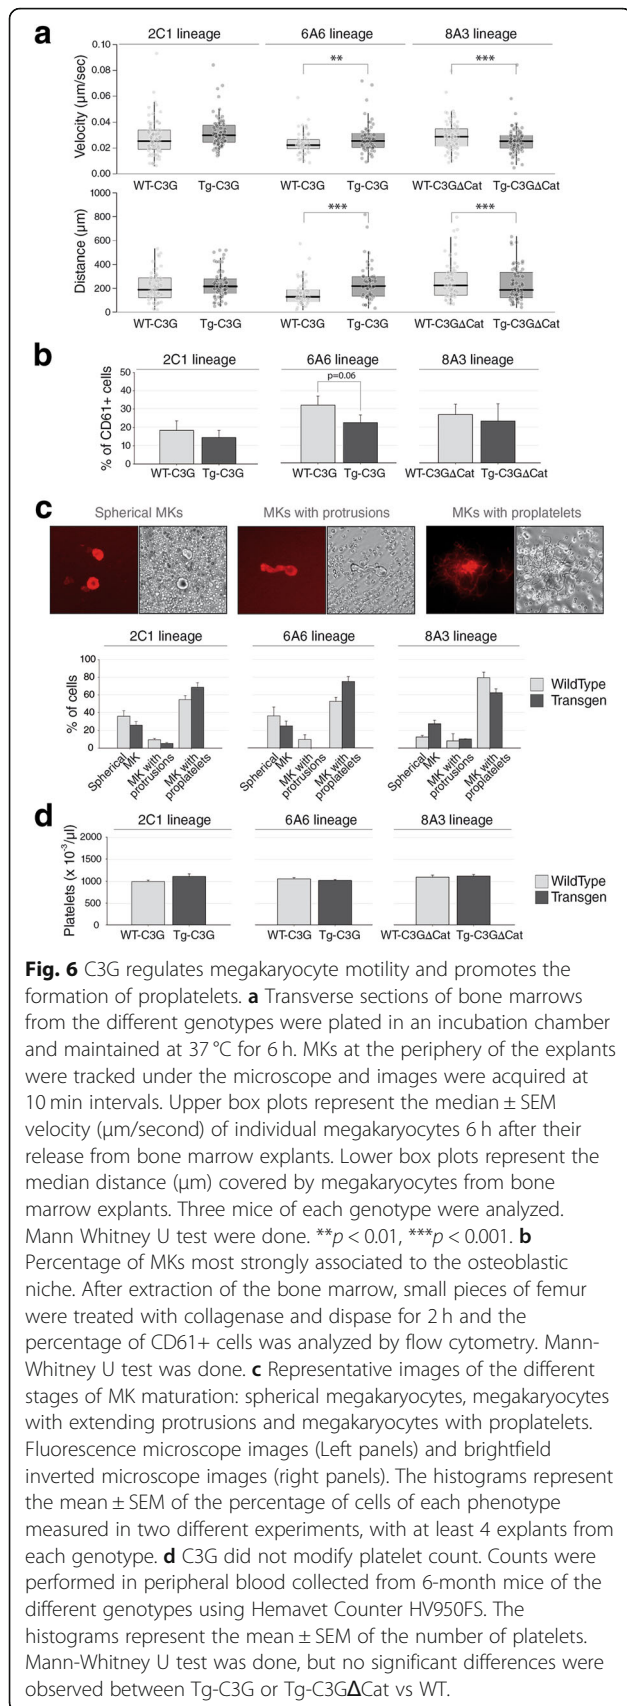 a
2C1 lineage 6A6 lineage 8A3 lineage
Velocity (µm/sec)
0.10
0.08
0.06
0.04
0.02
0.00
** ***
WT-C3G Tg-C3G WT-C3G Tg-C3G WT-C3GΔCat Tg-C3GΔCat
Distance (µm)
1000
800
600
400
200
0
*** ***
WT-C3G Tg-C3G WT-C3G Tg-C3G WT-C3GΔCat Tg-C3GΔCat
b
2C1 lineage 6A6 lineage 8A3 lineage
% of CD61+ cells
50
40
30
20
10
0
p=0.06
WT-C3G Tg-C3G WT-C3G Tg-C3G WT-C3GΔCat Tg-C3GΔCat
c
Spherical MKs MKs with protrusions MKs with proplatelets
2C1 lineage 6A6 lineage 8A3 lineage
% of cells
100
80
60
40
20
0
WildType
Transgen
Spherical MK MK with protrusions MK with proplatelets Spherical MK MK with protrusions MK with proplatelets Spherical MK MK with protrusions MK with proplatelets
d
2C1 lineage 6A6 lineage 8A3 lineage
Platelets (x 10⁻³/µl)
2000
1500
1000
500
0
WildType
Transgen
WT-C3G Tg-C3G WT-C3G Tg-C3G WT-C3GΔCat Tg-C3GΔCat
Fig. 6 C3G regulates megakaryocyte motility and promotes the
formation of proplatelets. a Transverse sections of bone marrows
from the different genotypes were plated in an incubation chamber
and maintained at 37 °C for 6 h. MKs at the periphery of the explants
were tracked under the microscope and images were acquired at
10 min intervals. Upper box plots represent the median ± SEM
velocity (µm/second) of individual megakaryocytes 6 h after their
release from bone marrow explants. Lower box plots represent the
median distance (µm) covered by megakaryocytes from bone
marrow explants. Three mice of each genotype were analyzed.
Mann Whitney U test were done. **p < 0.01, ***p < 0.001. b
Percentage of MKs most strongly associated to the osteoblastic
niche. After extraction of the bone marrow, small pieces of femur
were treated with collagenase and dispase for 2 h and the
percentage of CD61+ cells was analyzed by flow cytometry. Mann-
Whitney U test was done. c Representative images of the different
stages of MK maturation: spherical megakaryocytes, megakaryocytes
with extending protrusions and megakaryocytes with proplatelets.
Fluorescence microscope images (Left panels) and brightfield
inverted microscope images (right panels). The histograms represent
the mean ± SEM of the percentage of cells of each phenotype
measured in two different experiments, with at least 4 explants from
each genotype. d C3G did not modify platelet count. Counts were
performed in peripheral blood collected from 6-month mice of the
different genotypes using Hemavet Counter HV950FS. The
histograms represent the mean ± SEM of the number of platelets.
Mann-Whitney U test was done, but no significant differences were
observed between Tg-C3G or Tg-C3GΔCat vs WT.